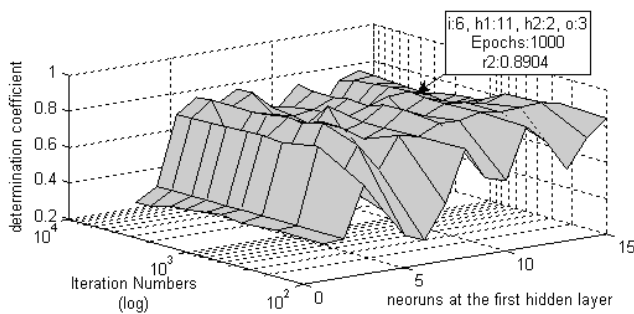 i:6, h1:11, h2:2, o:3
Epochs:1000
r2:0.8904
determination coefficient
1
0.8
0.6
0.4
0.2
10^4
10^3
10^2
Iteration Numbers
(log)
0
5
10
15
neoruns at the first hidden layer